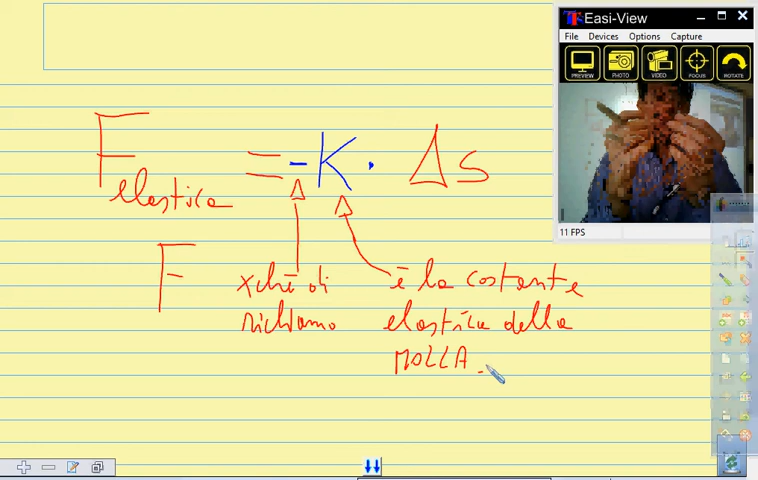 Easi-View
File Devices Options Capture
PREVIEW PHOTO VIDEO FOCUS ROTATE
11 FPS
F elastica = -K · Δs
F
xchè di
richiamo
è la costante
elastica della
MOLLA.